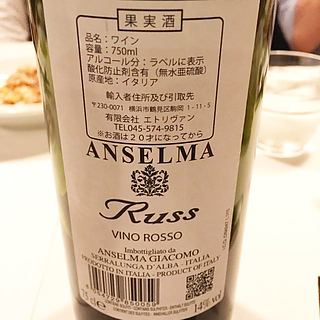 果実酒
品名：ワイン
容量：750ml
アルコール分：ラベルに表示
酸化防止剤含有（無水亜硫酸）
原産地：イタリア
輸入者住所及び引取先
〒230-0071 横浜市鶴見区駒岡 1-11-5
有限会社 エトリヴァン
TEL045-574-9815
※お酒は２０才になってから
ANSELMA
Russ
VINO ROSSO
Imbottigliato da
ANSELMA GIACOMO
SERRALUNGA D'ALBA - ITALIA
PRODOTTO IN ITALIA - PRODUCT OF ITALY
75 cl e
14% vol